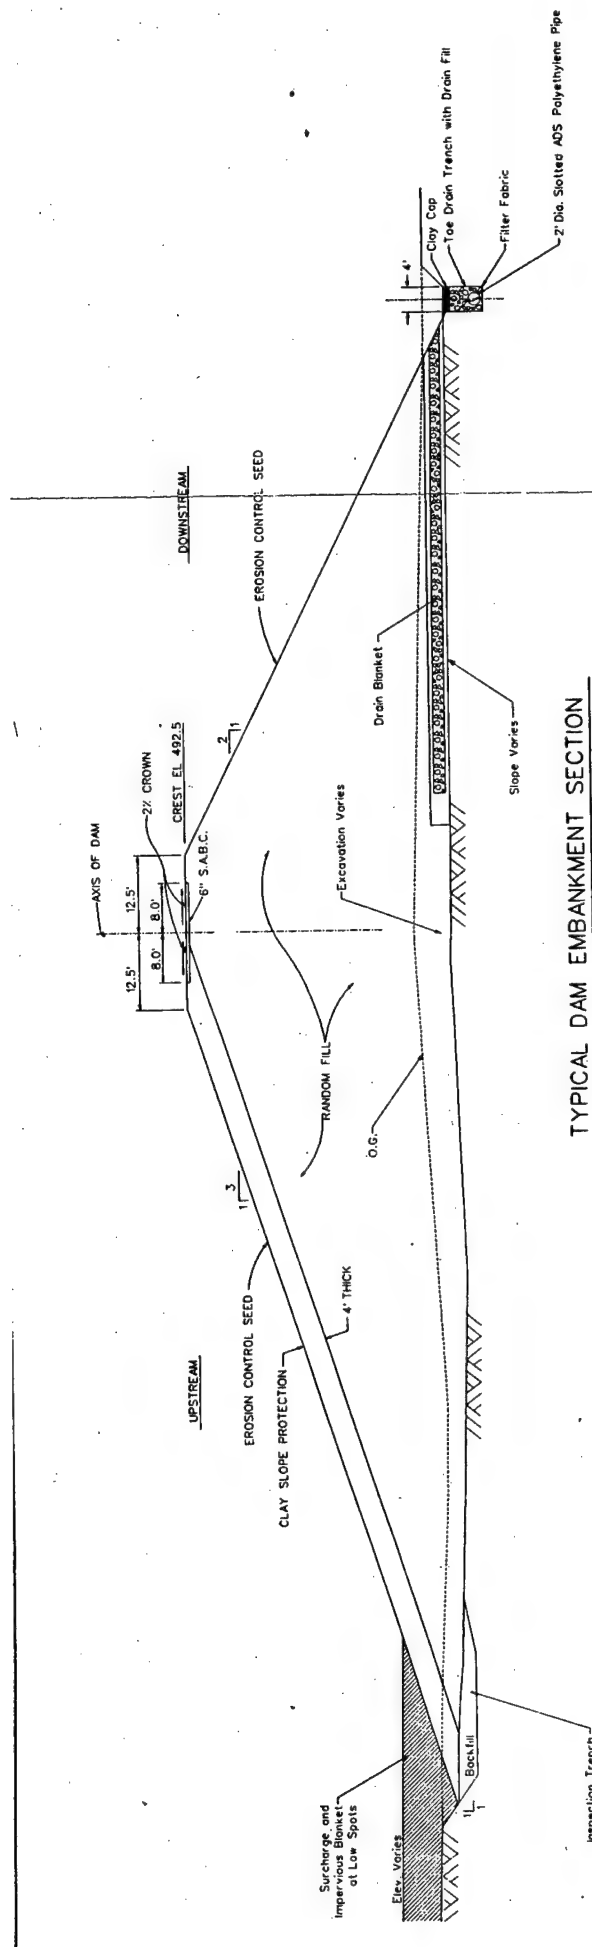 AXIS OF DAM
12.5'
12.5'
8.0'
8.0'
2% CROWN
CREST EL 492.5
6" S.A.B.C.
UPSTREAM
DOWNSTREAM
3
1
2
1
EROSION CONTROL SEED
EROSION CONTROL SEED
CLAY SLOPE PROTECTION
4' THICK
RANDOM FILL
O.G.
Excavation Varies
Drain Blanket
Slope Varies
4'
Clay Cap
Toe Drain Trench with Drain Fill
Filter Fabric
2' Dia. Slotted ADS Polyethylene Pipe
Surcharge and
Impervious Blanket
at Low Spots
Elev. Varies
1
1
Backfill
Inspection Trench
TYPICAL DAM EMBANKMENT SECTION